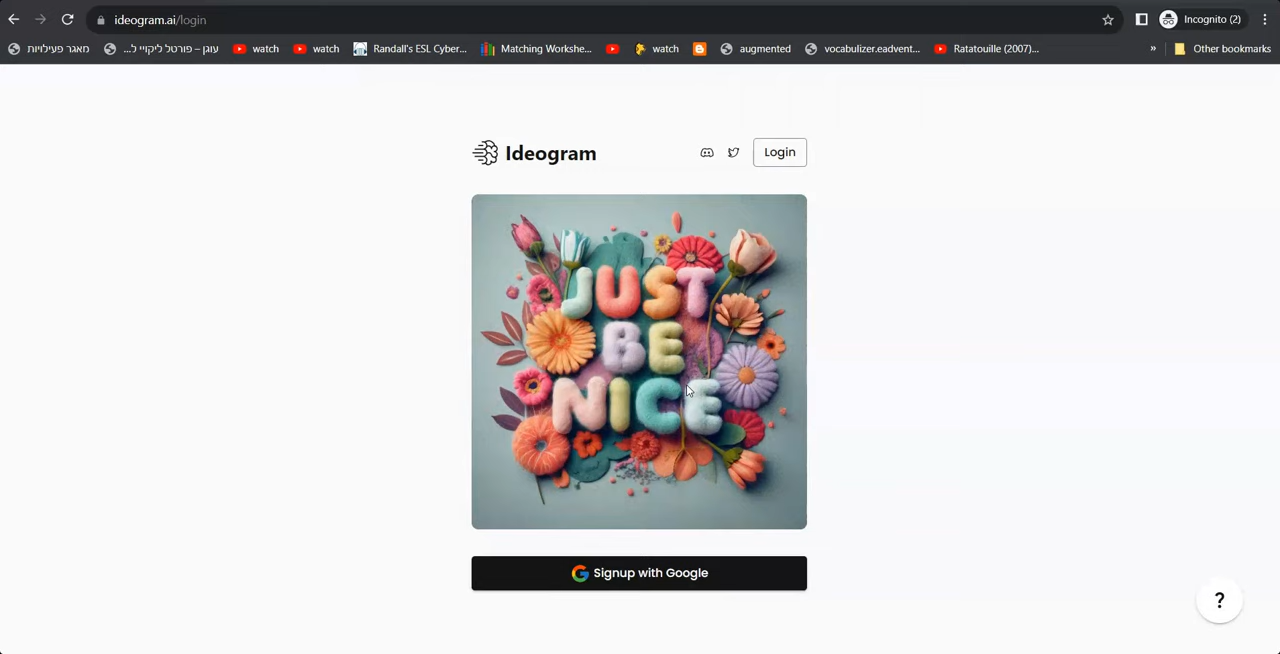 ideogram.ai/login
Incognito (2)
מאגר פעילויות
עוגן – פורטל ליקויי ל...
watch
watch
Randall's ESL Cyber...
Matching Workshe...
watch
augmented
vocabulizer.eadvent...
Ratatouille (2007)...
»
Other bookmarks
Ideogram
Login
JUST
BE
NICE
Signup with Google
?